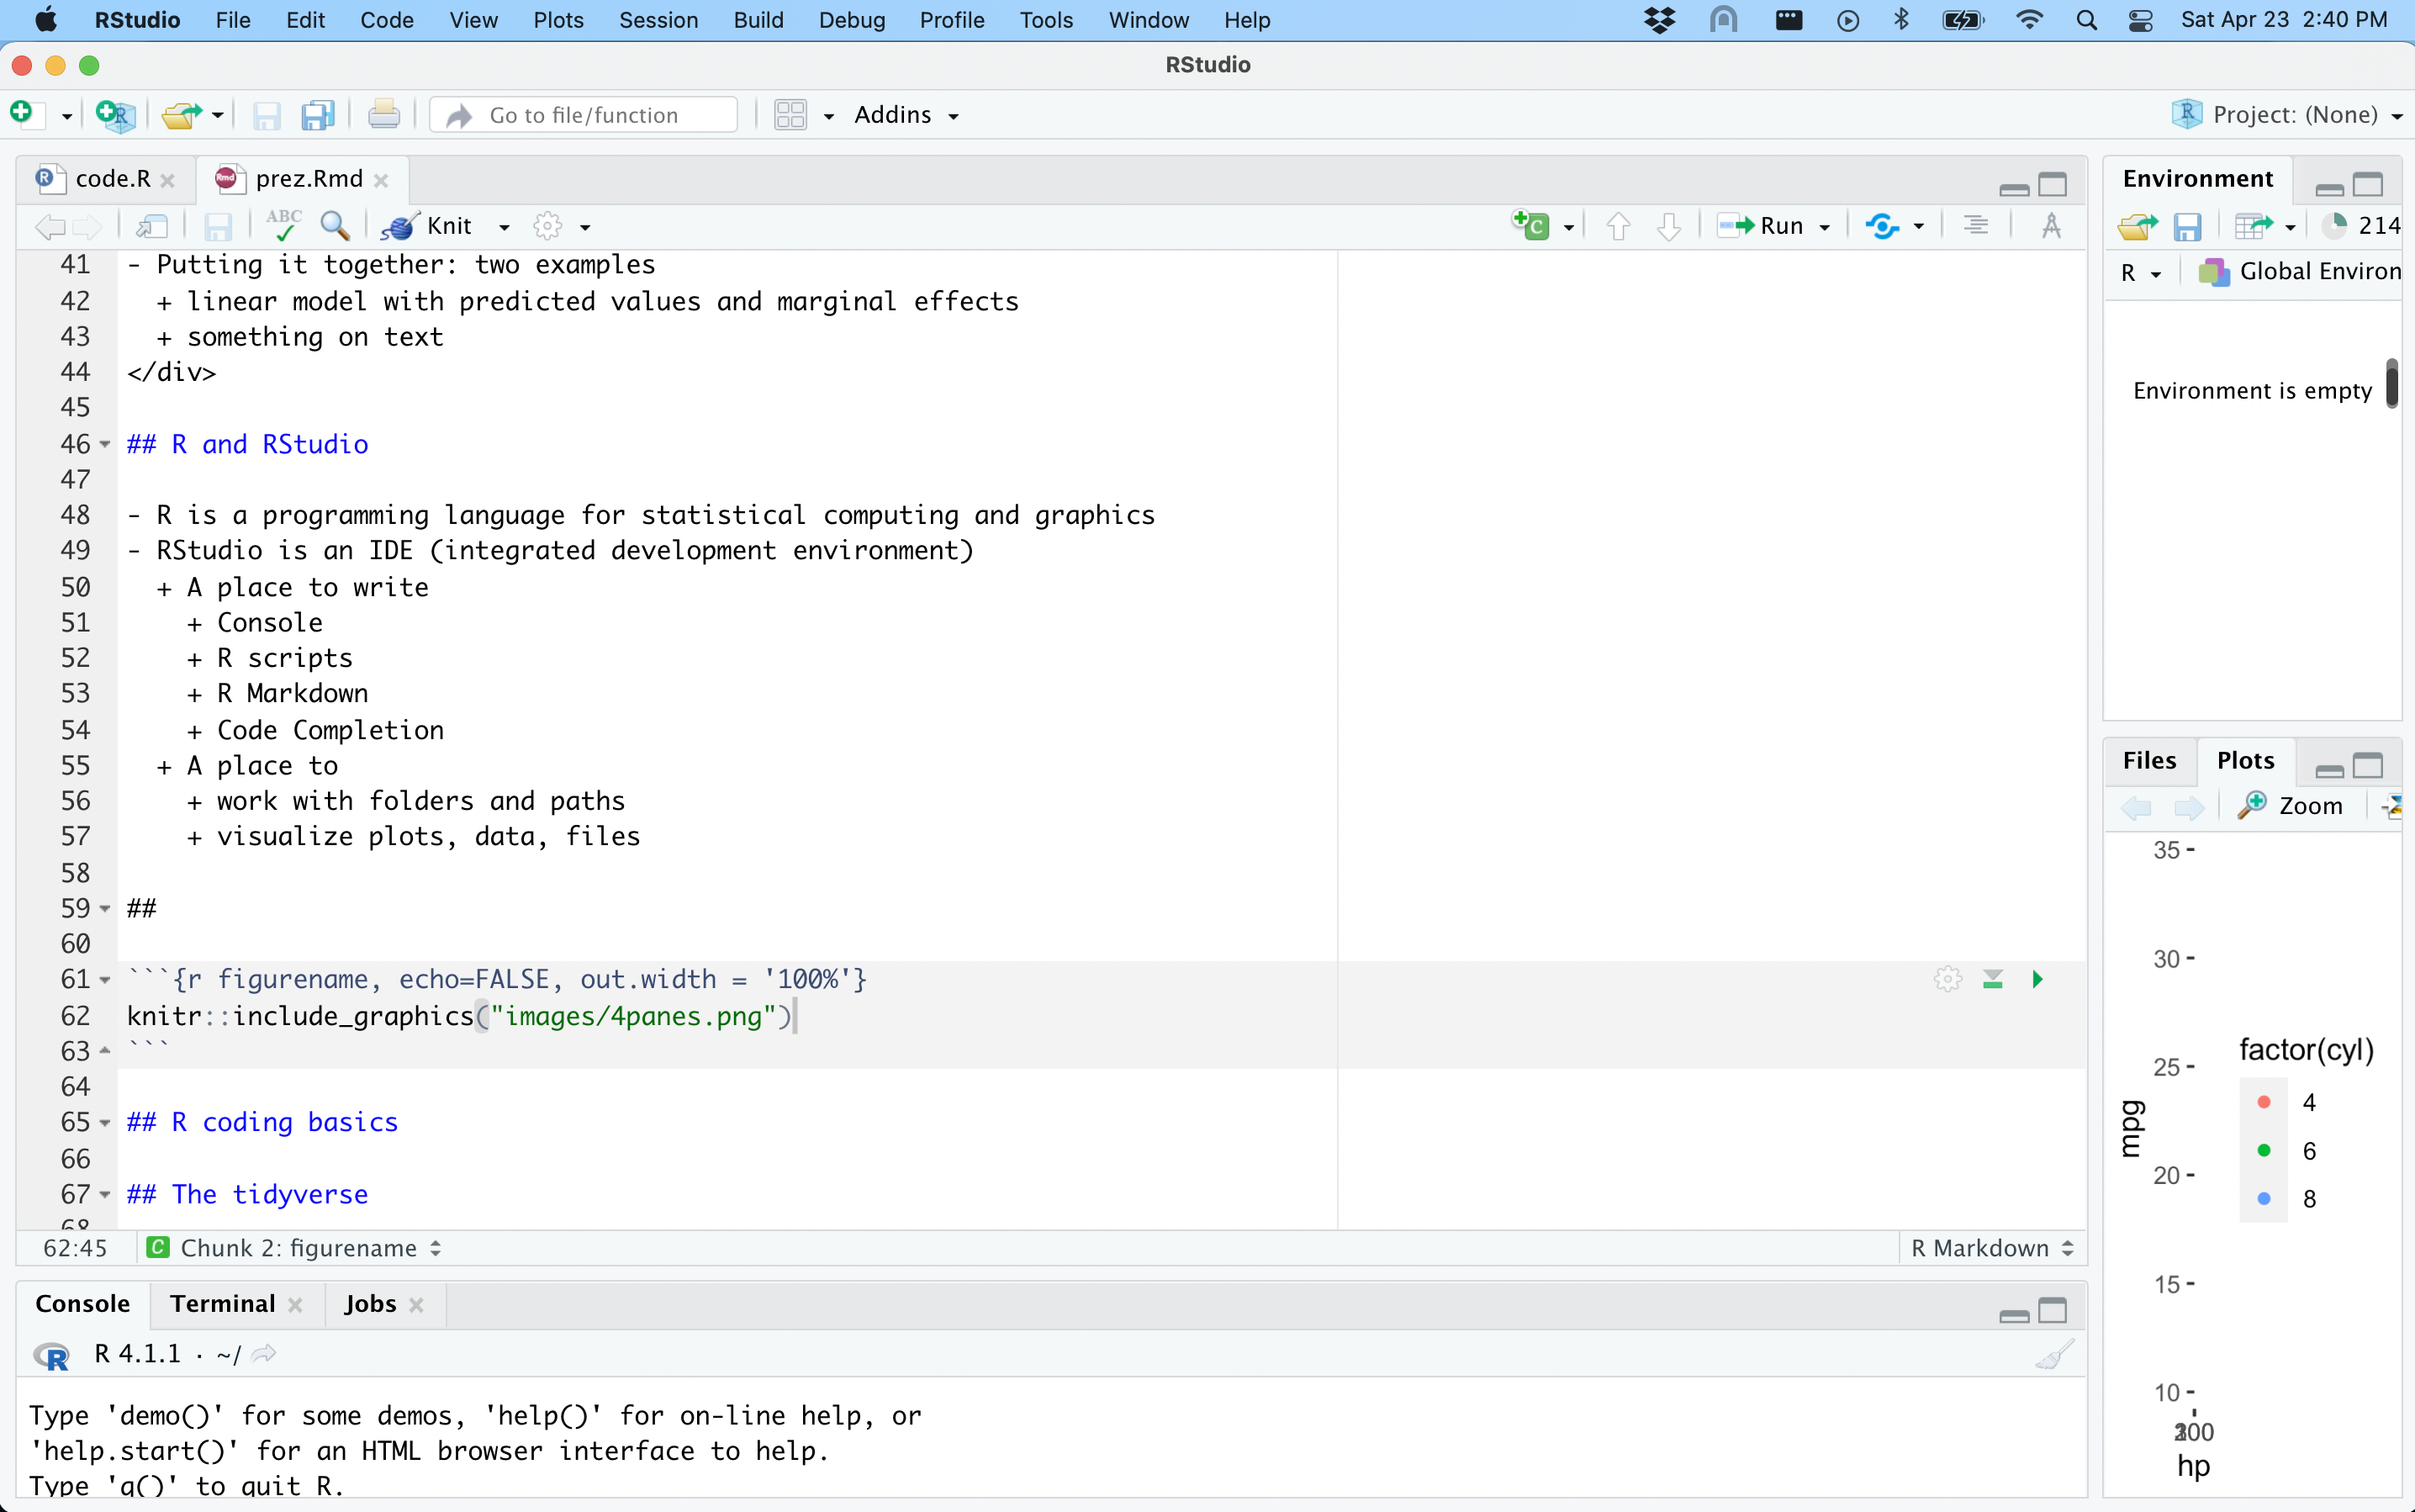 RStudio File Edit Code View Plots Session Build Debug Profile Tools Window Help Sat Apr 23 2:40 PM
RStudio
Go to file/function Addins Project: (None)
code.R prez.Rmd
ABC Knit Run
41 - Putting it together: two examples
42 + linear model with predicted values and marginal effects
43 + something on text
44 </div>
45
46 ## R and RStudio
47
48 - R is a programming language for statistical computing and graphics
49 - RStudio is an IDE (integrated development environment)
50 + A place to write
51 + Console
52 + R scripts
53 + R Markdown
54 + Code Completion
55 + A place to
56 + work with folders and paths
57 + visualize plots, data, files
58
59 ##
60
61 ```{r figurename, echo=FALSE, out.width = '100%'}
62 knitr::include_graphics("images/4panes.png")
63 ```
64
65 ## R coding basics
66
67 ## The tidyverse
68
62:45 C Chunk 2: figurename R Markdown
Console Terminal Jobs
R 4.1.1 · ~/
Type 'demo()' for some demos, 'help()' for on-line help, or
'help.start()' for an HTML browser interface to help.
Type 'q()' to quit R.
Environment
214
R Global Environ
Environment is empty
Files Plots
Zoom
35
30
25
20
15
10
mpg
factor(cyl)
4
6
8
hp